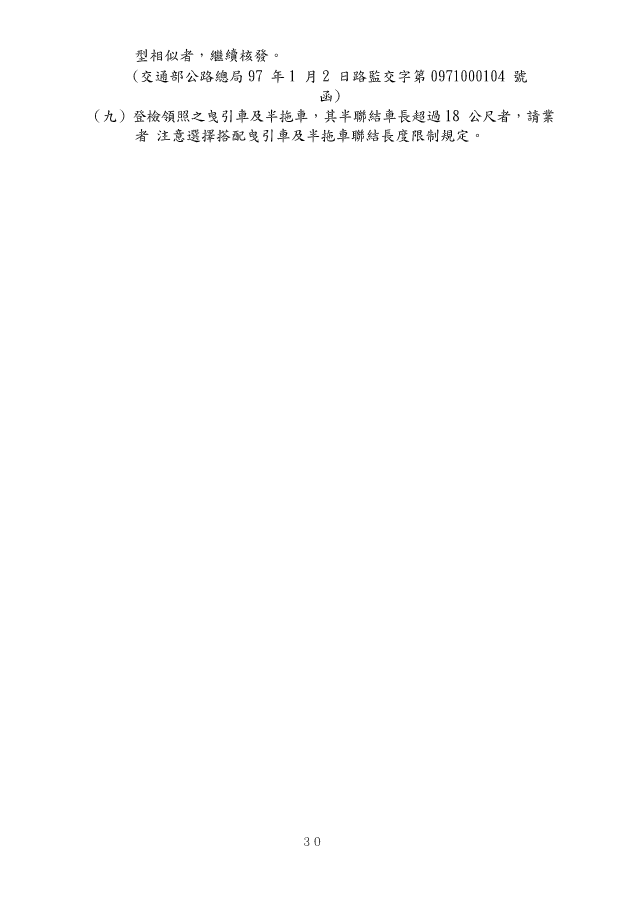 型相似者，繼續核發。
(交通部公路總局 97 年 1 月 2 日路監交字第 0971000104 號
函)
（九）登檢領照之曳引車及半拖車，其半聯結車長超過 18 公尺者，請業
者 注意選擇搭配曳引車及半拖車聯結長度限制規定。
30